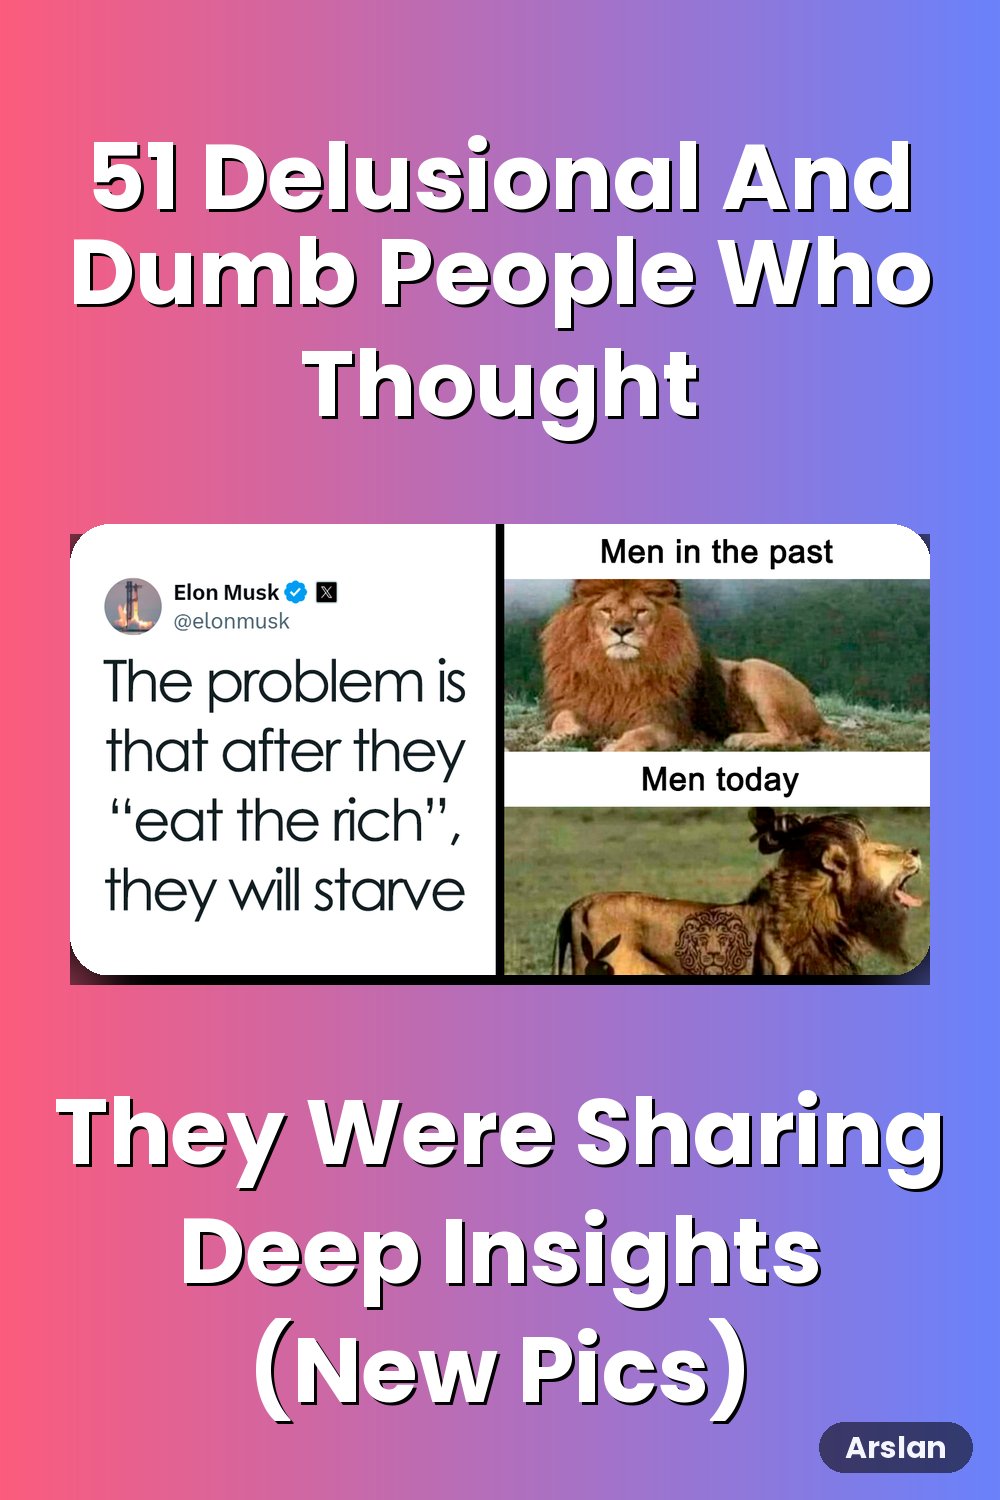 51 Delusional And
Dumb People Who
Thought
Elon Musk
@elonmusk
The problem is
that after they
“eat the rich”,
they will starve
Men in the past
Men today
They Were Sharing
Deep Insights
(New Pics)
Arslan